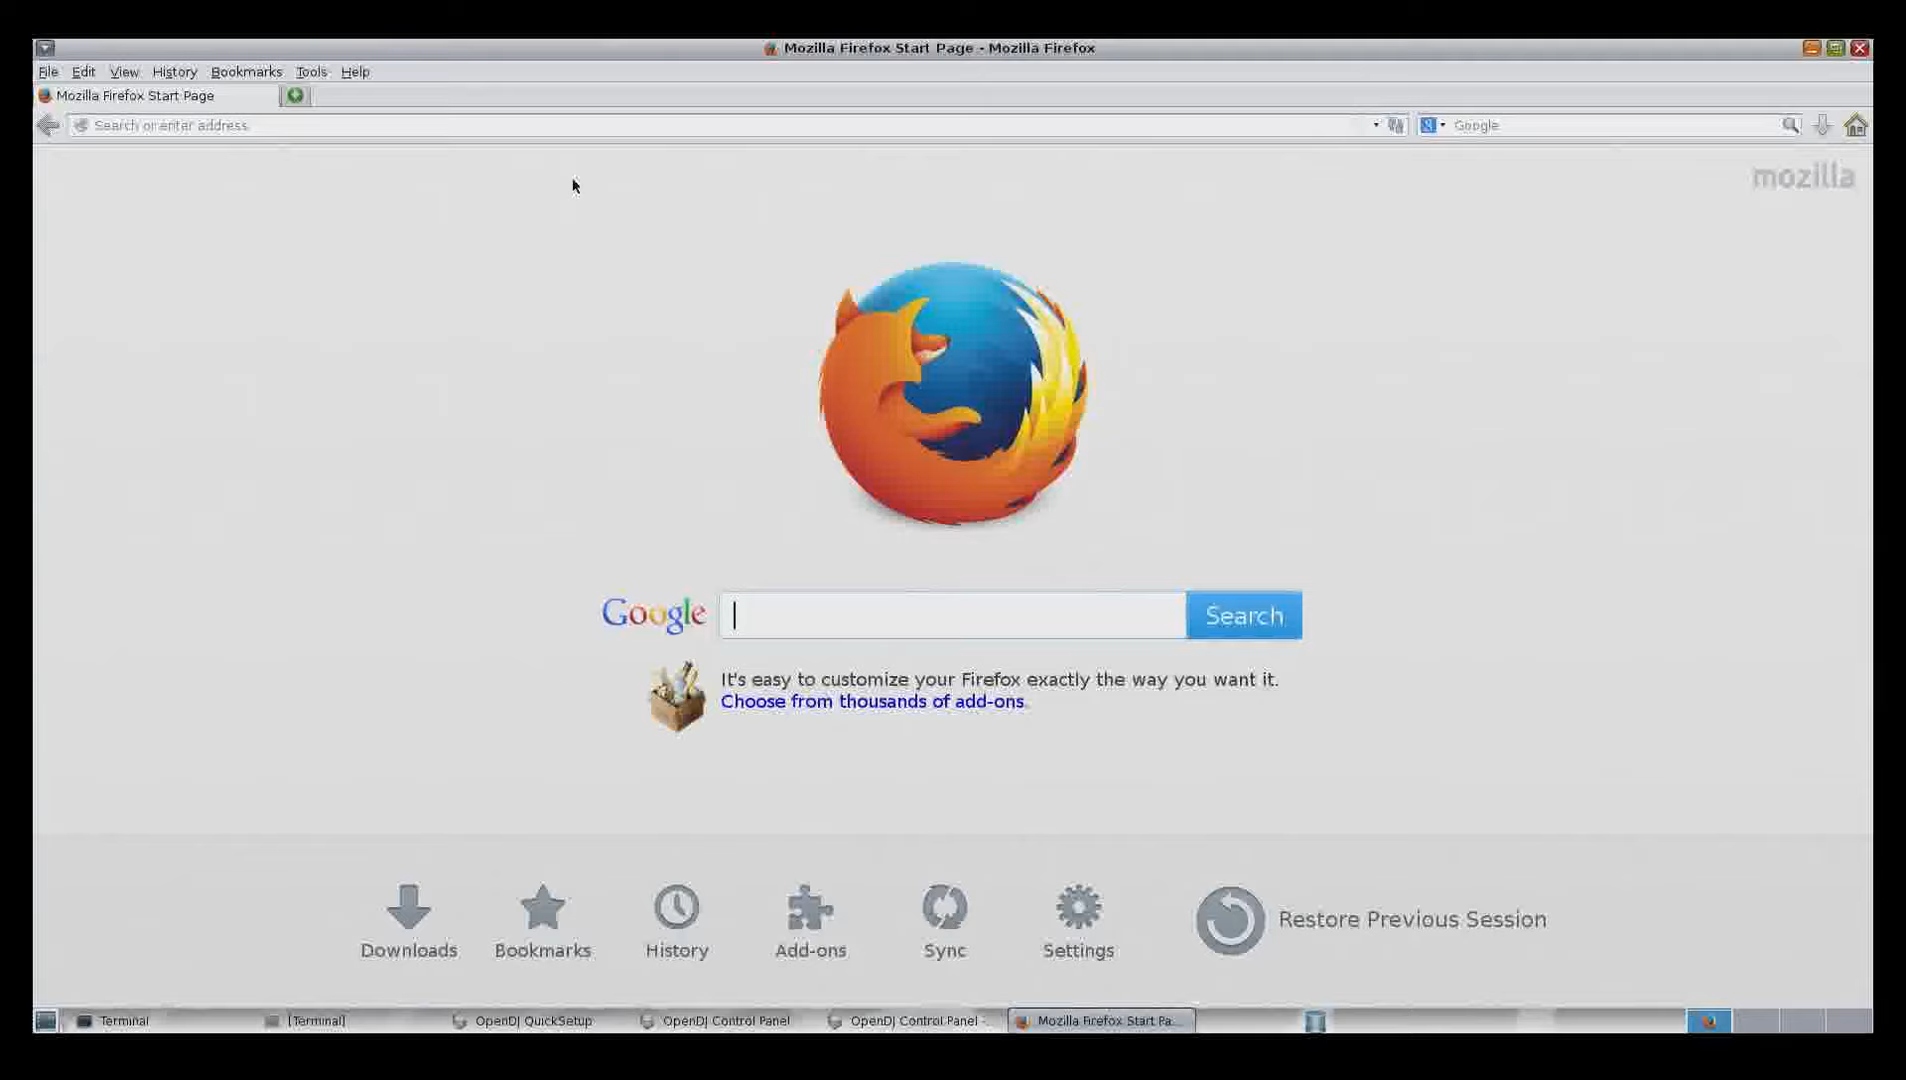 Mozilla Firefox Start Page - Mozilla Firefox
File Edit View History Bookmarks Tools Help
Mozilla Firefox Start Page
Search or enter address
Google
mozilla
Google
Search
It's easy to customize your Firefox exactly the way you want it.
Choose from thousands of add-ons.
Downloads Bookmarks History Add-ons Sync Settings
Restore Previous Session
Terminal [Terminal] OpenDJ QuickSetup OpenDJ Control Panel OpenDJ Control Panel -... Mozilla Firefox Start Pa...